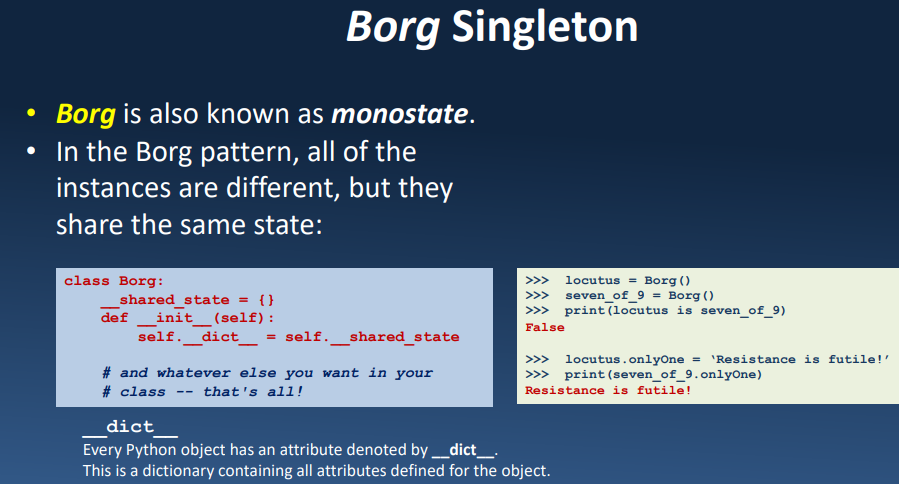 Borg Singleton
• Borg is also known as monostate.
• In the Borg pattern, all of the
instances are different, but they
share the same state:
class Borg:
    __shared_state = {}
    def __init__(self):
        self.__dict__ = self.__shared_state
    # and whatever else you want in your
    # class -- that's all!
>>> locutus = Borg()
>>> seven_of_9 = Borg()
>>> print(locutus is seven_of_9)
False
>>> locutus.onlyOne = ‘Resistance is futile!’
>>> print(seven_of_9.onlyOne)
Resistance is futile!
__dict__
Every Python object has an attribute denoted by __dict__.
This is a dictionary containing all attributes defined for the object.